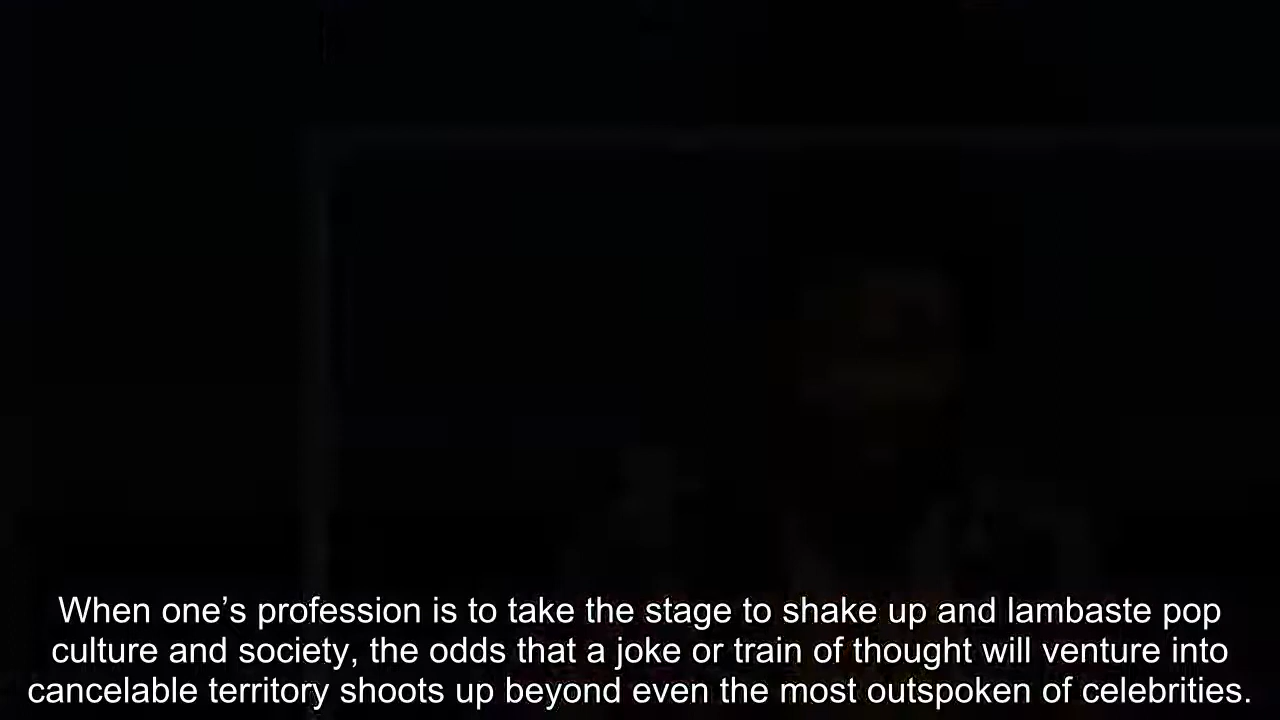 When one’s profession is to take the stage to shake up and lambaste pop
culture and society, the odds that a joke or train of thought will venture into
cancelable territory shoots up beyond even the most outspoken of celebrities.